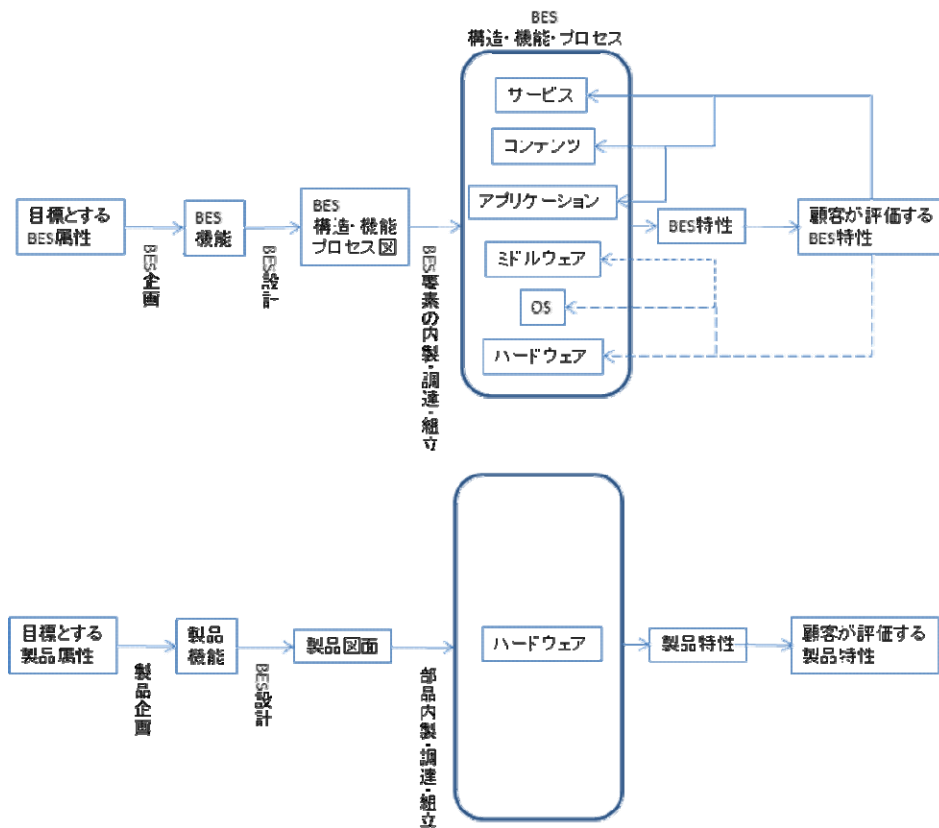 BES
構造・機能・プロセス
サービス
コンテンツ
アプリケーション
ミドルウェア
OS
ハードウェア
目標とする
BES属性
BES企画
BES
機能
BES設計
BES
構造・機能
プロセス図
BES要素の内製・調達・組立
BES特性
顧客が評価する
BES特性
目標とする
製品属性
製品企画
製品
機能
BES設計
製品図面
部品内製・調達・組立
ハードウェア
製品特性
顧客が評価する
製品特性